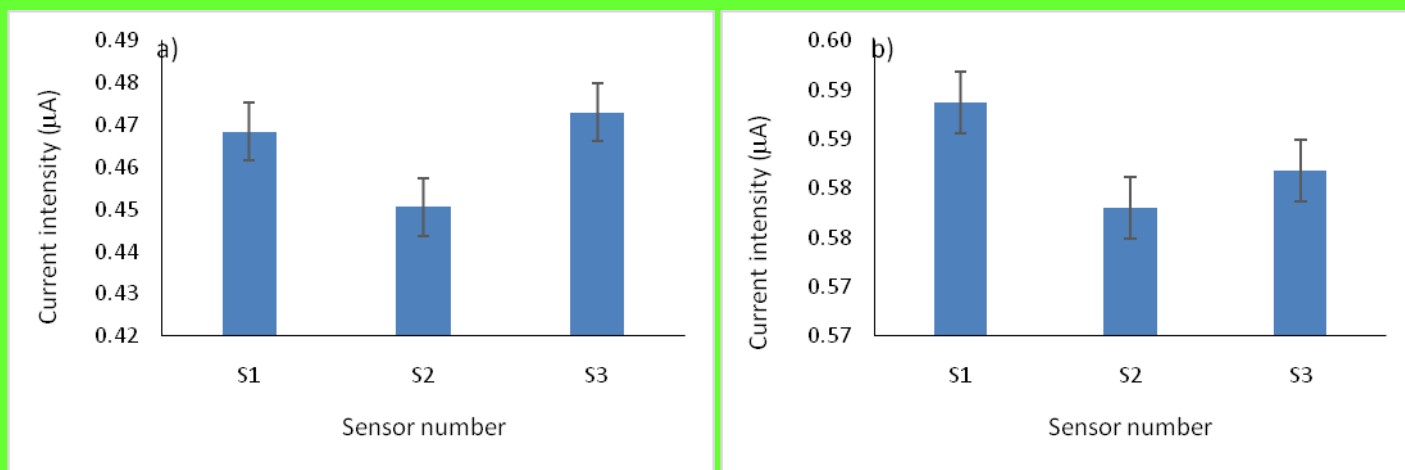 a)
Current intensity (μA)
0.49
0.48
0.47
0.46
0.45
0.44
0.43
0.42
S1 S2 S3
Sensor number
b)
Current intensity (μA)
0.60
0.59
0.59
0.58
0.58
0.57
0.57
S1 S2 S3
Sensor number